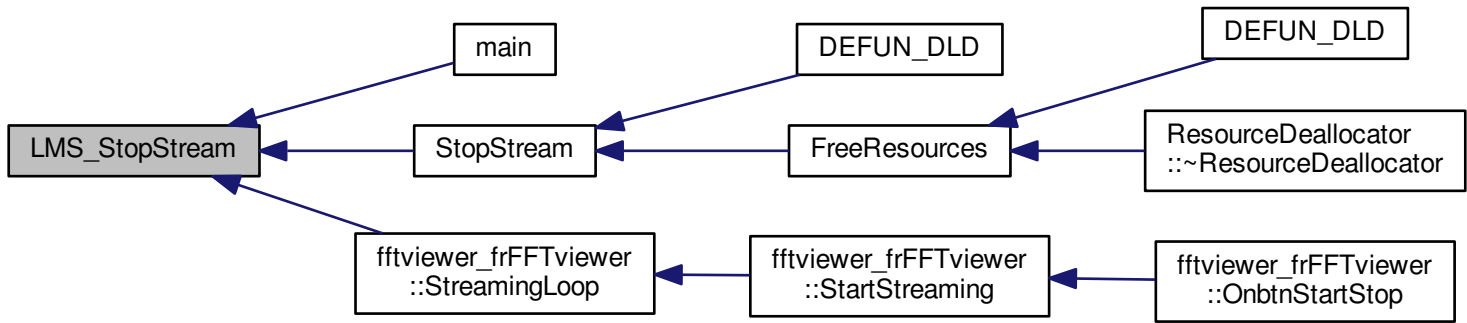 main
DEFUN_DLD
DEFUN_DLD
LMS_StopStream
StopStream
FreeResources
ResourceDeallocator
::~ResourceDeallocator
fftviewer_frFFTviewer
::StreamingLoop
fftviewer_frFFTviewer
::StartStreaming
fftviewer_frFFTviewer
::OnbtnStartStop